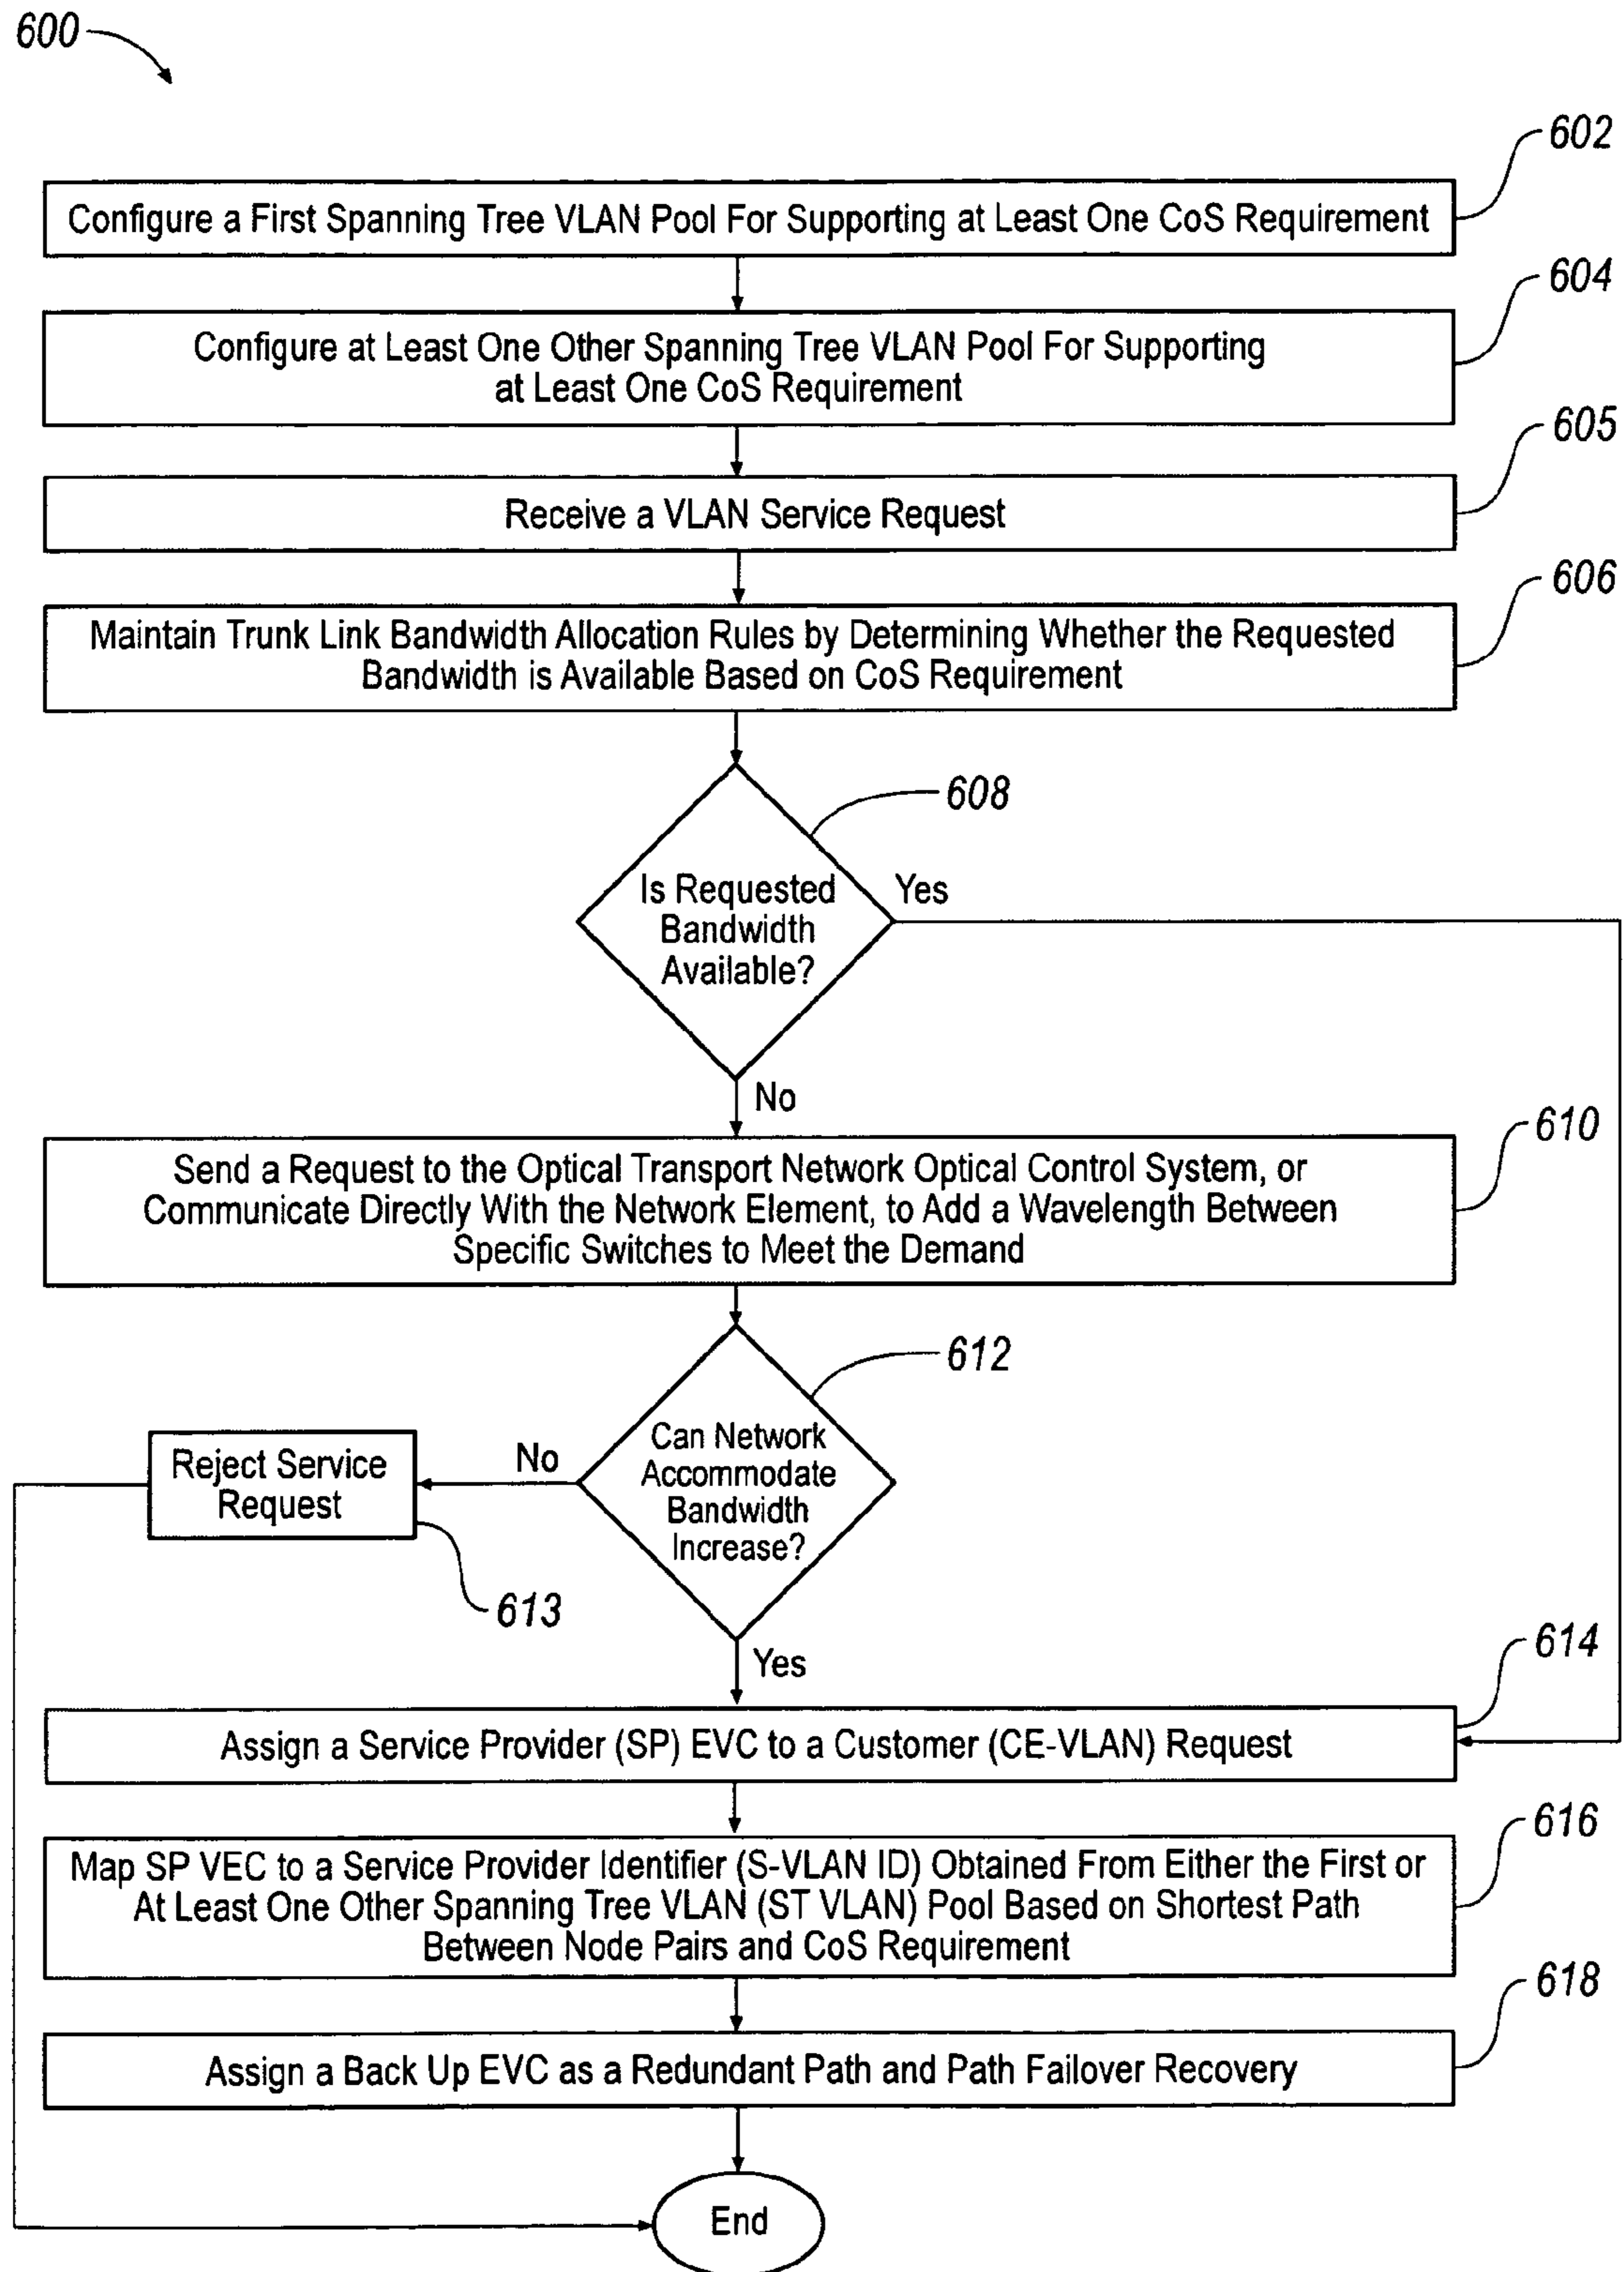 600
602
Configure a First Spanning Tree VLAN Pool For Supporting at Least One CoS Requirement
604
Configure at Least One Other Spanning Tree VLAN Pool For Supporting
at Least One CoS Requirement
605
Receive a VLAN Service Request
606
Maintain Trunk Link Bandwidth Allocation Rules by Determining Whether the Requested
Bandwidth is Available Based on CoS Requirement
608
Is Requested
Bandwidth
Available?
Yes
No
610
Send a Request to the Optical Transport Network Optical Control System, or
Communicate Directly With the Network Element, to Add a Wavelength Between
Specific Switches to Meet the Demand
612
Can Network
Accommodate
Bandwidth
Increase?
No
Reject Service
Request
613
Yes
614
Assign a Service Provider (SP) EVC to a Customer (CE-VLAN) Request
616
Map SP VEC to a Service Provider Identifier (S-VLAN ID) Obtained From Either the First or
At Least One Other Spanning Tree VLAN (ST VLAN) Pool Based on Shortest Path
Between Node Pairs and CoS Requirement
618
Assign a Back Up EVC as a Redundant Path and Path Failover Recovery
End